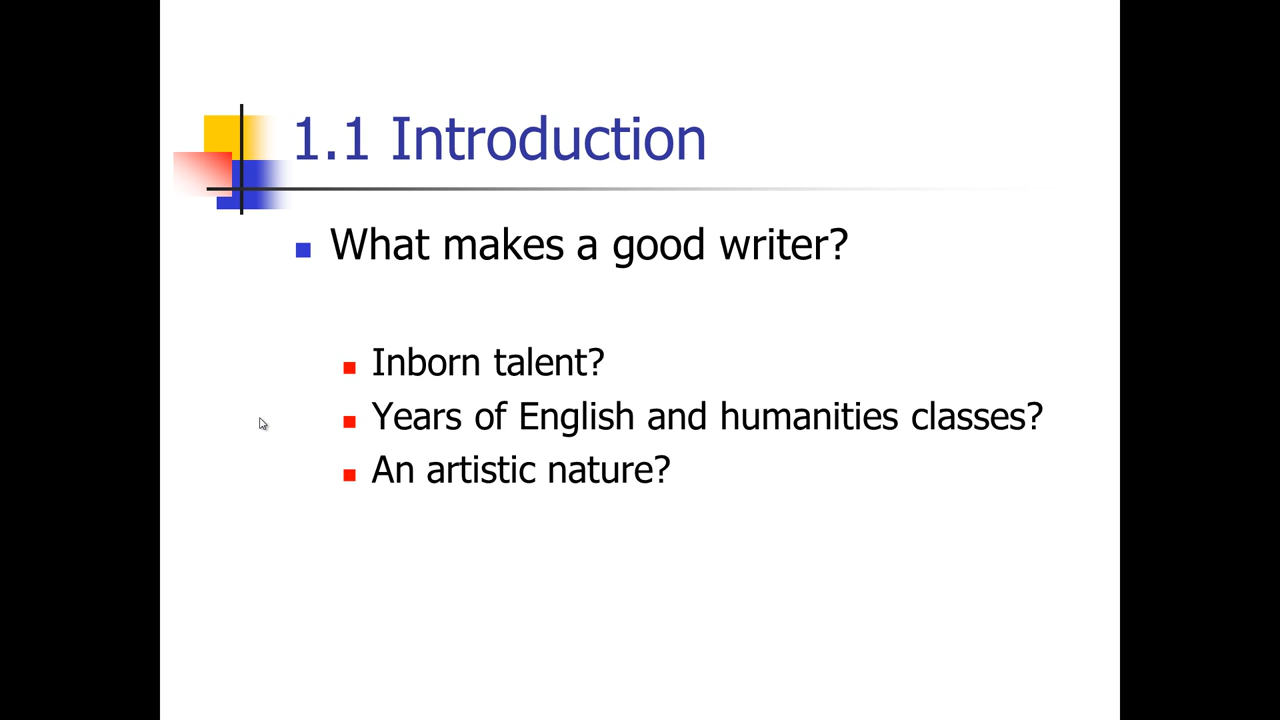 1.1 Introduction
What makes a good writer?
Inborn talent?
Years of English and humanities classes?
An artistic nature?